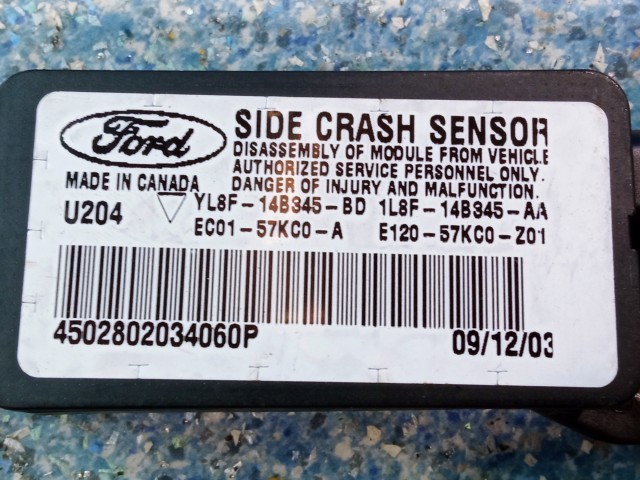 Ford
SIDE CRASH SENSOR
DISASSEMBLY OF MODULE FROM VEHICLE
AUTHORIZED SERVICE PERSONNEL ONLY.
DANGER OF INJURY AND MALFUNCTION.
MADE IN CANADA
U204
YL8F-14B345-BD 1L8F-14B345-AA
EC01-57KC0-A E120-57KC0-Z01
4502802034060P
09/12/03